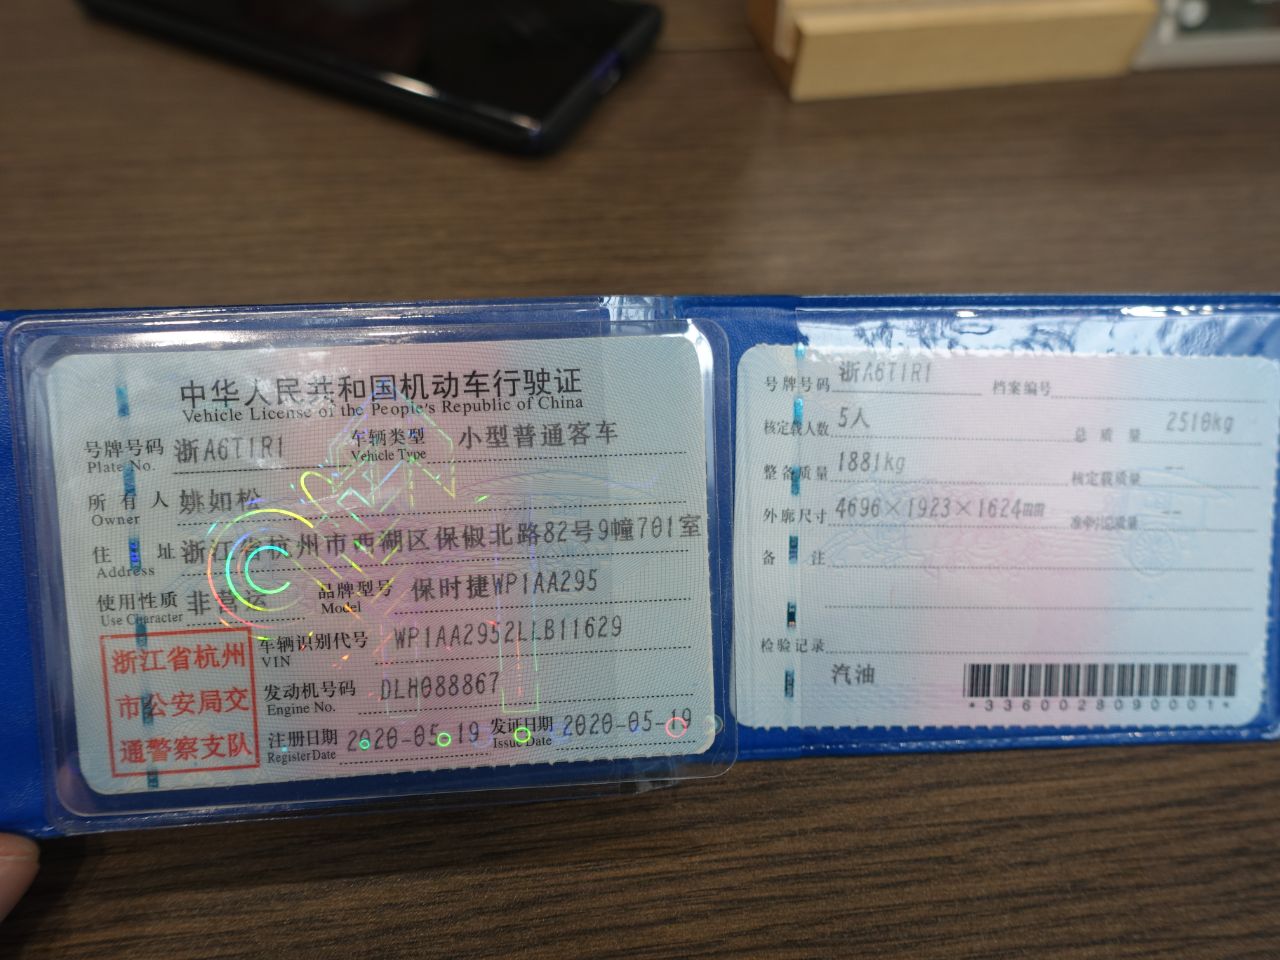 中华人民共和国机动车行驶证
Vehicle License of the People's Republic of China
号牌号码 浙A6T1R1 车辆类型 小型普通客车
Plate No. Vehicle Type
所有人 姚如松
Owner
住址 浙江省杭州市西湖区保俶北路82号9幢701室
Address
使用性质 非营运 品牌型号 保时捷WP1AA295
Use Character Model
浙江省杭州
市公安局交
通警察支队
车辆识别代号 WP1AA2952LLB11629
VIN
发动机号码 DLH088867
Engine No.
注册日期 2020-05-19 发证日期 2020-05-19
Register Date Issue Date
号牌号码 浙A6T1R1 档案编号
核定载人数 5人 总质量 2510kg
整备质量 1881kg 核定载质量 --
外廓尺寸 4696×1923×1624mm 准牵引总质量 --
备注
检验记录
汽油
*3360028090001*